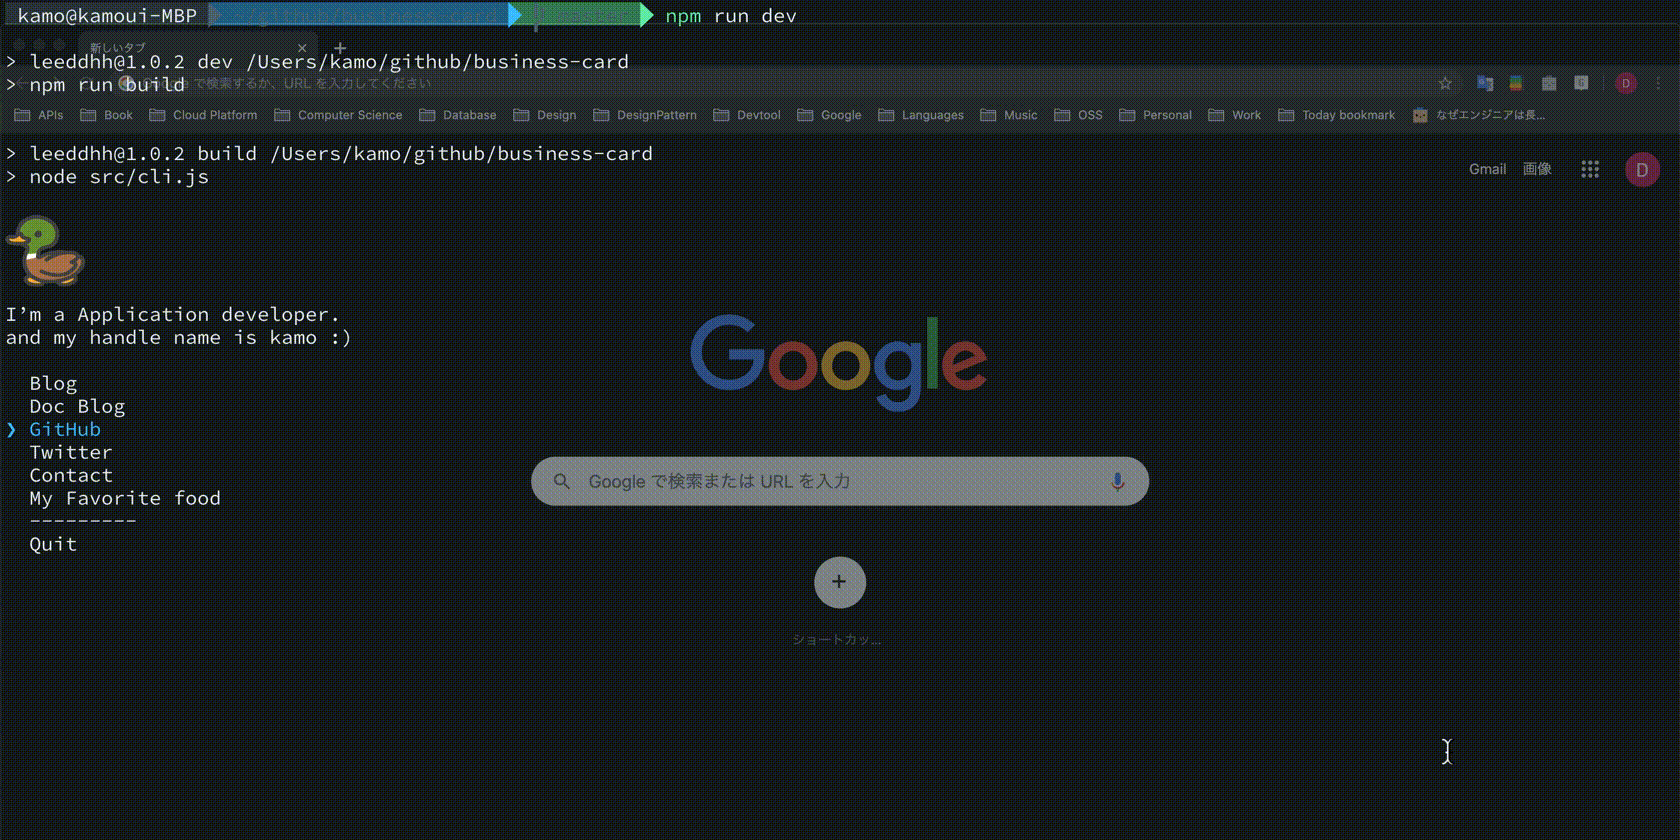 kamo@kamoui-MBP ~/github/business-card npm run dev
新しいタブ
> leeddhh@1.0.2 dev /Users/kamo/github/business-card
> npm run build
Google で検索するか、URL を入力してください
D
APIs Book Cloud Platform Computer Science Database Design DesignPattern Devtool Google Languages Music OSS Personal Work Today bookmark なぜエンジニアは長...
> leeddhh@1.0.2 build /Users/kamo/github/business-card
> node src/cli.js
Gmail 画像 D
I’m a Application developer.
and my handle name is kamo :)
Google
Blog
Doc Blog
❯ GitHub
Twitter
Contact
My Favorite food
---------
Quit
Google で検索または URL を入力
ショートカッ...